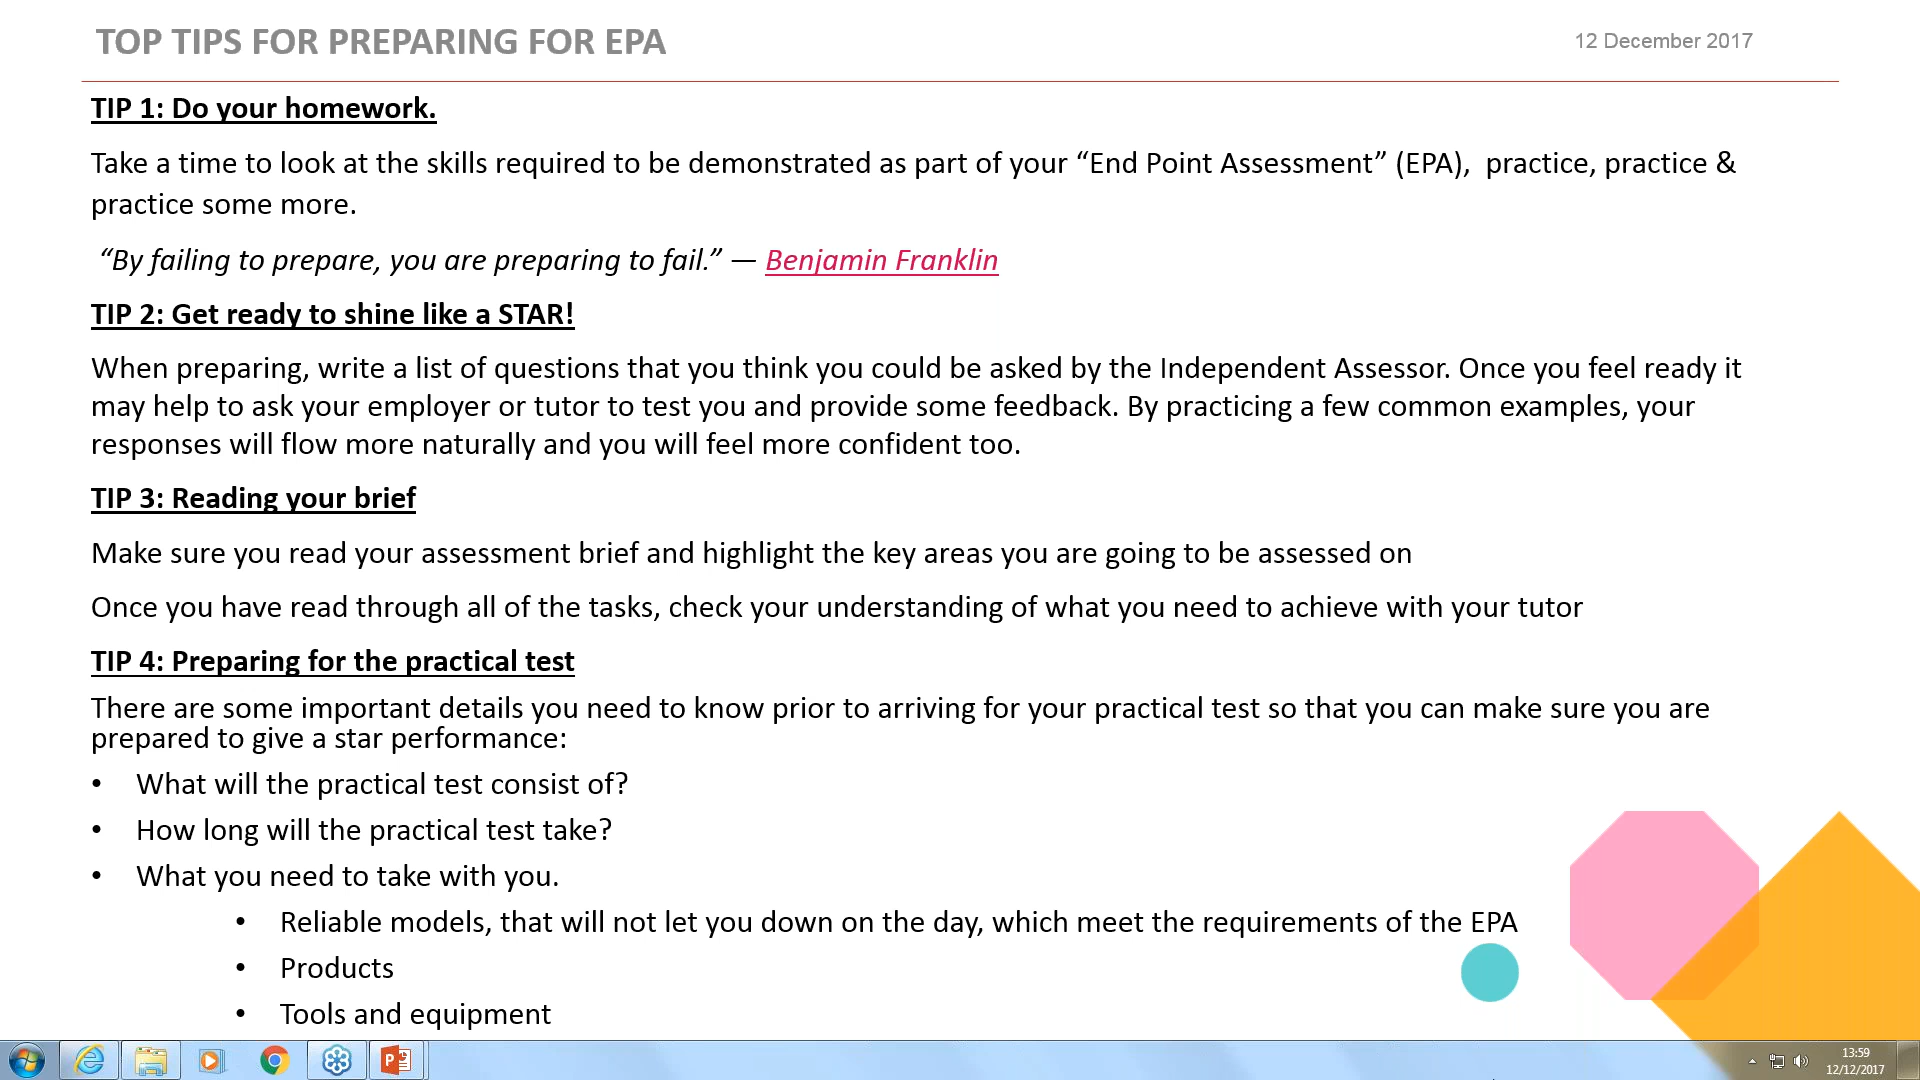 TOP TIPS FOR PREPARING FOR EPA
12 December 2017
TIP 1: Do your homework.
Take a time to look at the skills required to be demonstrated as part of your “End Point Assessment” (EPA),  practice, practice &
practice some more.
“By failing to prepare, you are preparing to fail.” — Benjamin Franklin
TIP 2: Get ready to shine like a STAR!
When preparing, write a list of questions that you think you could be asked by the Independent Assessor. Once you feel ready it
may help to ask your employer or tutor to test you and provide some feedback. By practicing a few common examples, your
responses will flow more naturally and you will feel more confident too.
TIP 3: Reading your brief
Make sure you read your assessment brief and highlight the key areas you are going to be assessed on
Once you have read through all of the tasks, check your understanding of what you need to achieve with your tutor
TIP 4: Preparing for the practical test
There are some important details you need to know prior to arriving for your practical test so that you can make sure you are
prepared to give a star performance:
• What will the practical test consist of?
• How long will the practical test take?
• What you need to take with you.
• Reliable models, that will not let you down on the day, which meet the requirements of the EPA
• Products
• Tools and equipment
13:59
12/12/2017